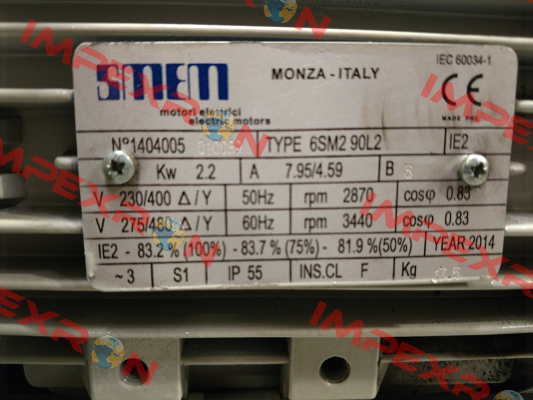 SMEM
MONZA - ITALY
IEC 60034-1
CE
motori elettrici
electric motors
MADE
N° 1404005 TYPE 6SM2 90L2 IE2
Kw 2.2 A 7.95/4.59 B 3
V 230/400 Δ/Y 50Hz rpm 2870 cosφ 0.83
V 275/480 Δ/Y 60Hz rpm 3440 cosφ 0.83
IE2 - 83.2 % (100%) - 83.7 % (75%) - 81.9 %(50%) YEAR 2014
~3 S1 IP 55 INS.CL F Kg
IMPEXRON
IMPEXRON
IMPEXRON